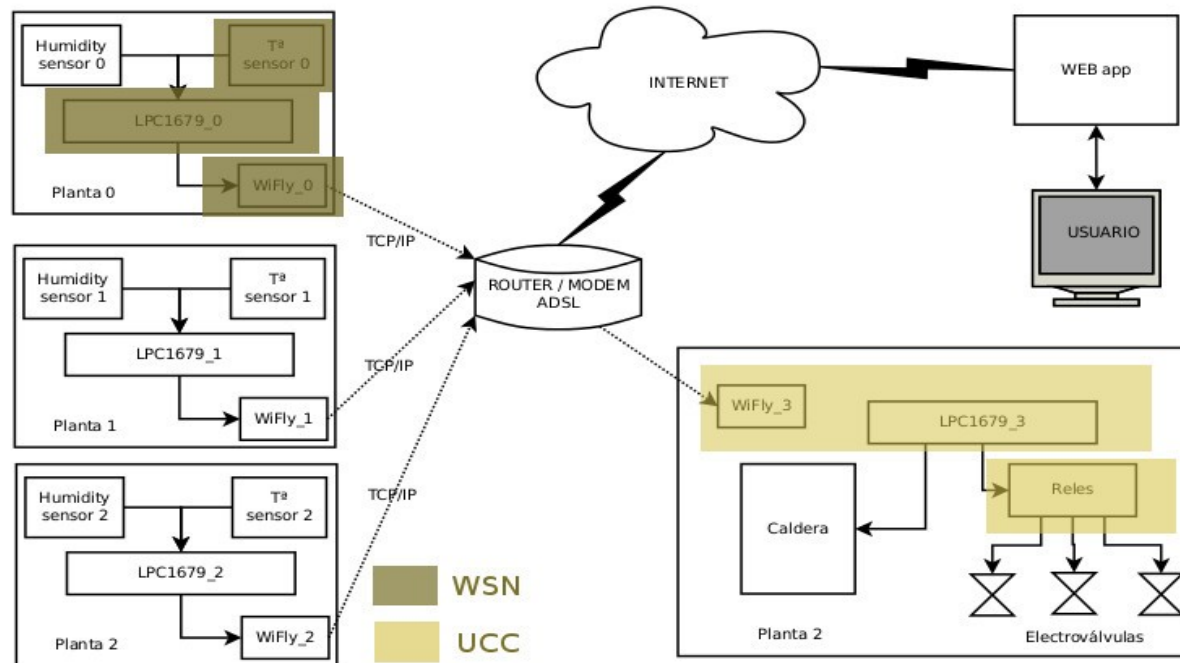 Humidity
sensor 0
Tª
sensor 0
LPC1679_0
WiFly_0
Planta 0
TCP/IP
Humidity
sensor 1
Tª
sensor 1
LPC1679_1
WiFly_1
Planta 1
TCP/IP
Humidity
sensor 2
Tª
sensor 2
LPC1679_2
WiFly_2
Planta 2
TCP/IP
INTERNET
WEB app
USUARIO
ROUTER / MODEM
ADSL
WiFly_3
LPC1679_3
Reles
Caldera
Planta 2
Electroválvulas
WSN
UCC